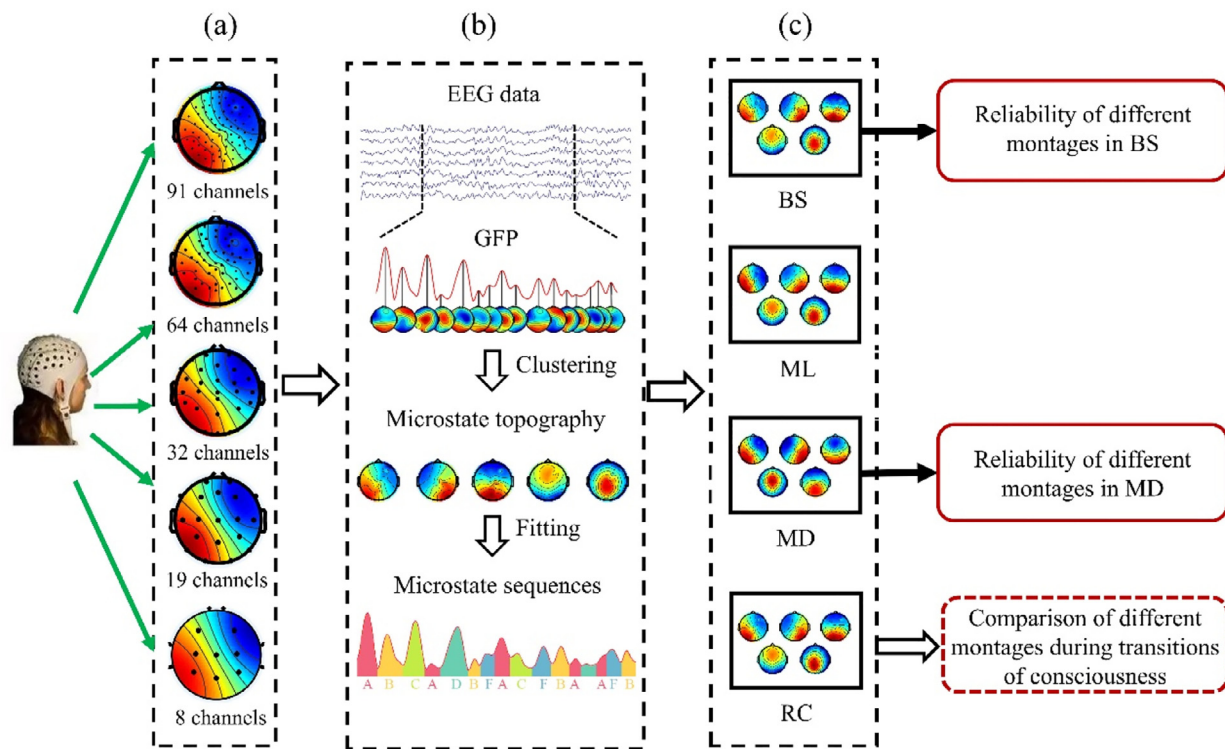 (a)
(b)
(c)
91 channels
64 channels
32 channels
19 channels
8 channels
EEG data
GFP
Clustering
Microstate topography
Fitting
Microstate sequences
A B C A D B F A C F B A A F B
BS
ML
MD
RC
Reliability of different
montages in BS
Reliability of different
montages in MD
Comparison of different
montages during transitions
of consciousness